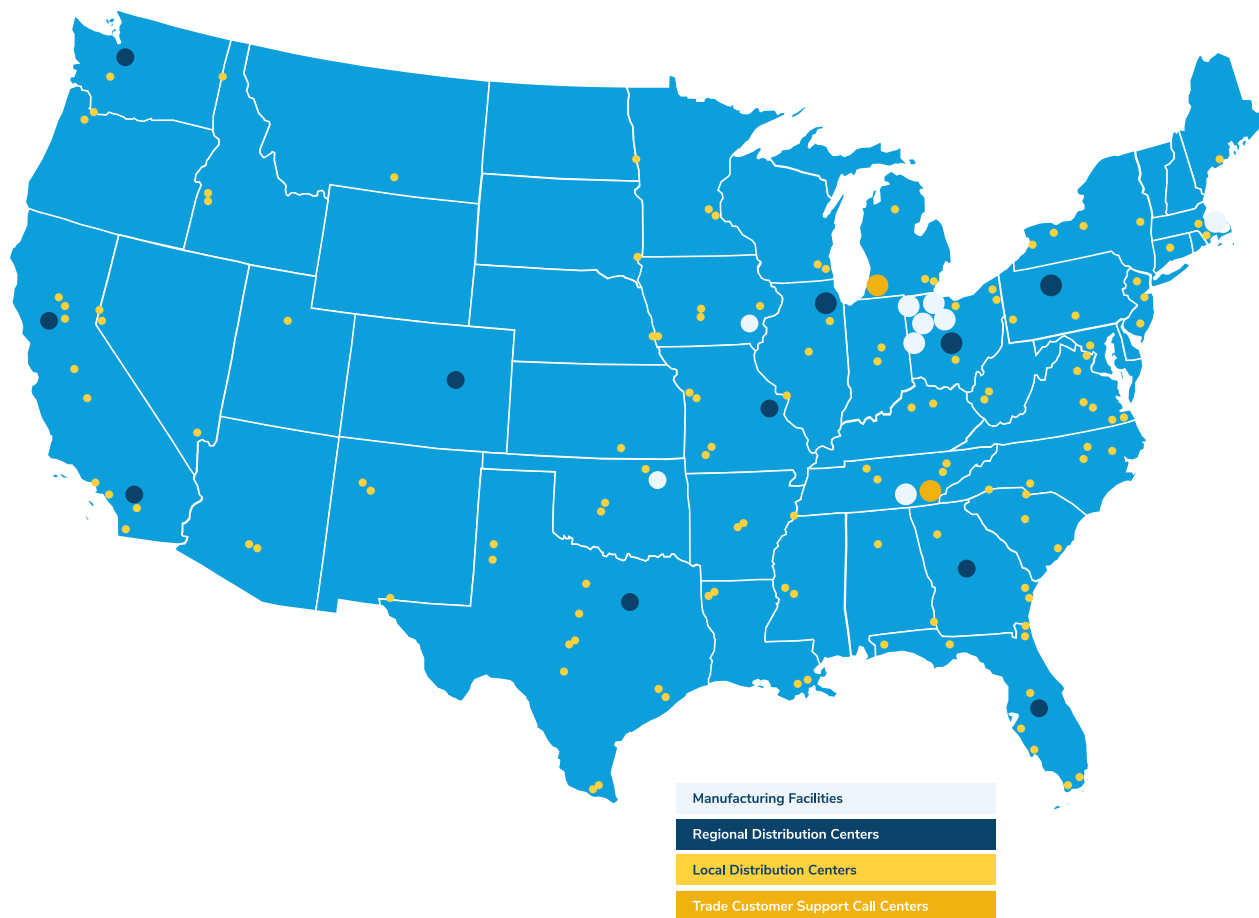 Manufacturing Facilities
Regional Distribution Centers
Local Distribution Centers
Trade Customer Support Call Centers